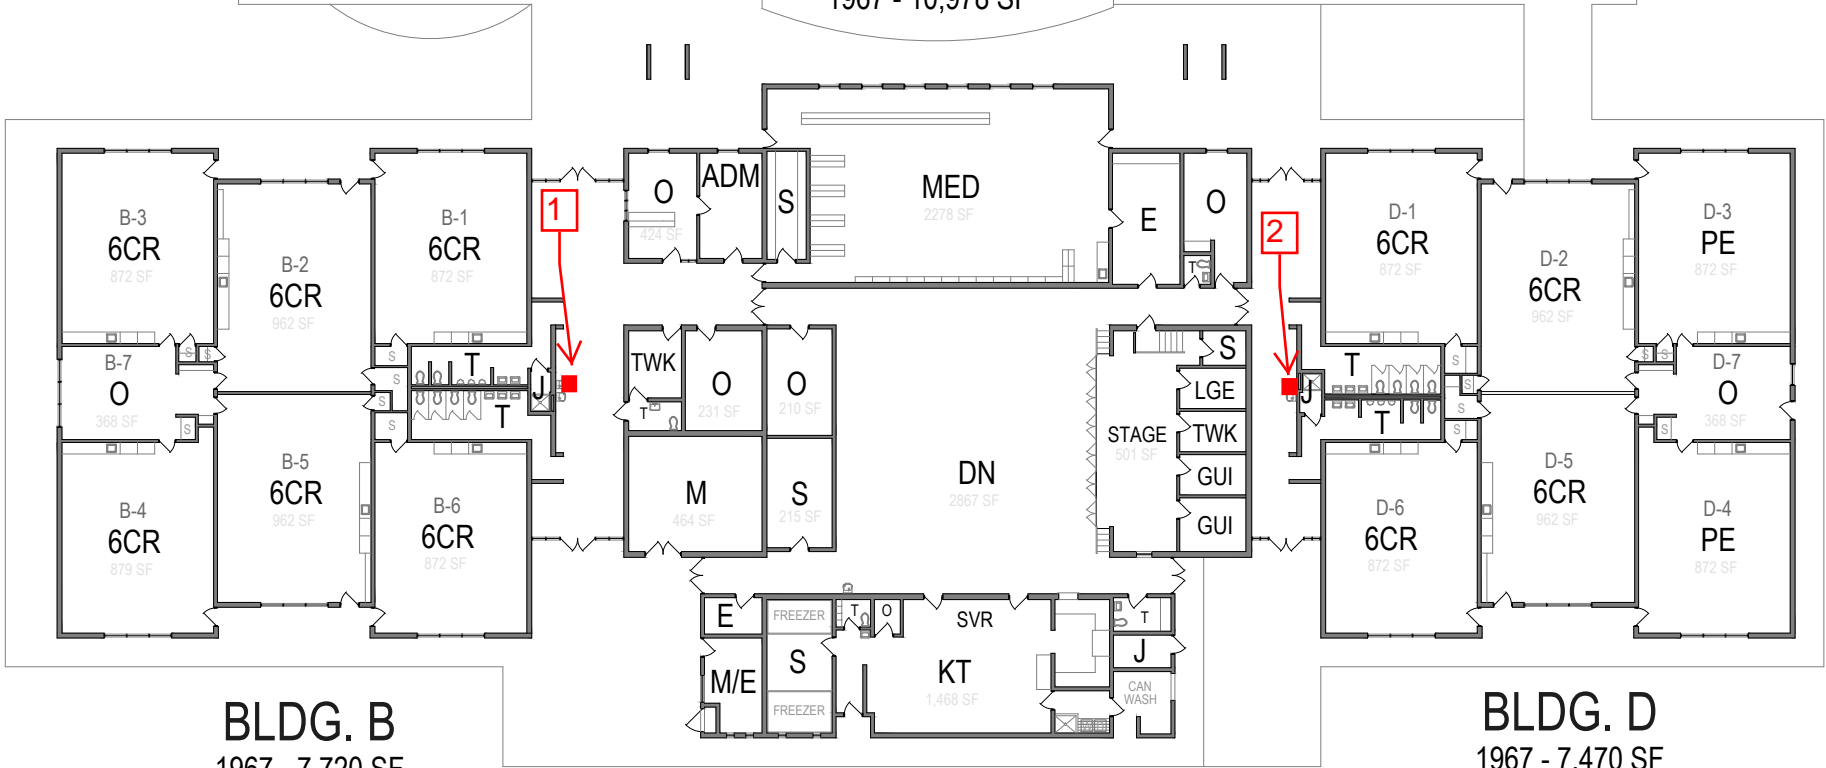 1967 - 10,976 SF
B-3
6CR
872 SF
B-2
6CR
962 SF
B-1
6CR
872 SF
1
O
424 SF
ADM
S
MED
2278 SF
E
O
T
2
D-1
6CR
872 SF
D-2
6CR
962 SF
D-3
PE
872 SF
B-7
O
368 SF
S
S
S
S
S
S
S
T
T
J
TWK
T
O
231 SF
O
210 SF
M
464 SF
S
215 SF
DN
2867 SF
STAGE
501 SF
S
LGE
TWK
GUI
GUI
J
T
T
S
S
S
S
S
S
S
D-7
O
368 SF
B-4
6CR
879 SF
B-5
6CR
962 SF
B-6
6CR
872 SF
D-6
6CR
872 SF
D-5
6CR
962 SF
D-4
PE
872 SF
E
FREEZER
T
O
SVR
T
M/E
S
KT
1,468 SF
J
FREEZER
CAN
WASH
BLDG. B
1967 - 7,720 SF
BLDG. D
1967 - 7,470 SF